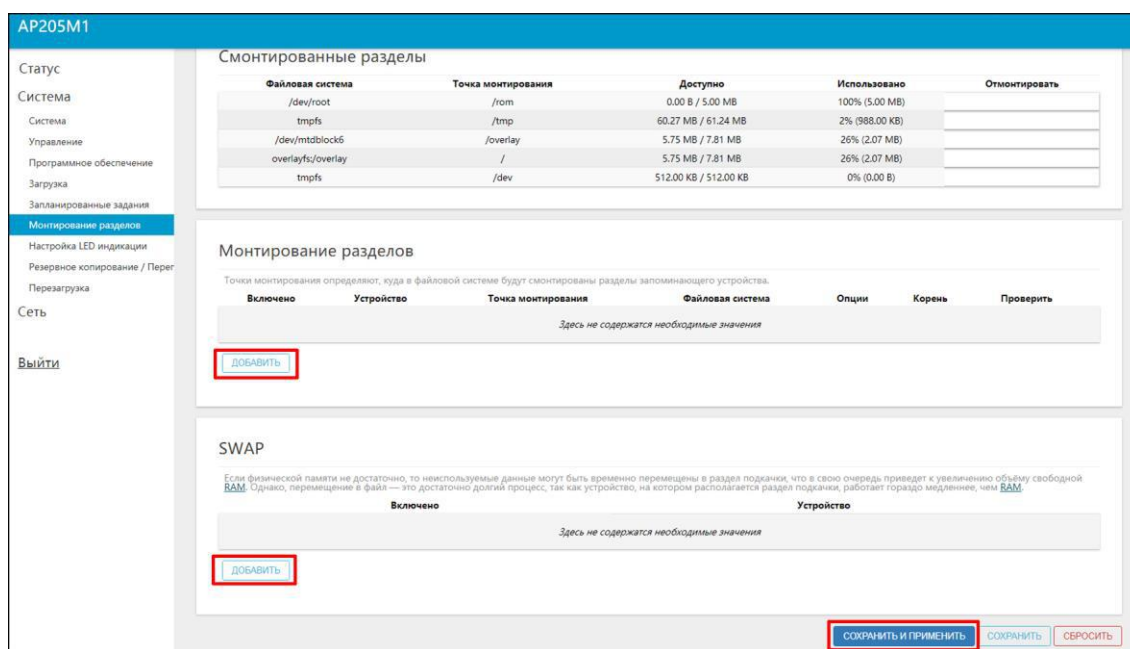 AP205M1
Статус
Система
Система
Управление
Программное обеспечение
Загрузка
Запланированные задания
Монтирование разделов
Настройка LED индикации
Резервное копирование / Перег
Перезагрузка
Сеть
Выйти
Смонтированные разделы
Файловая система Точка монтирования Доступно Использовано Отмонтировать
/dev/root /rom 0.00 B / 5.00 MB 100% (5.00 MB)
tmpfs /tmp 60.27 MB / 61.24 MB 2% (988.00 KB)
/dev/mtdblock6 /overlay 5.75 MB / 7.81 MB 26% (2.07 MB)
overlayfs:/overlay / 5.75 MB / 7.81 MB 26% (2.07 MB)
tmpfs /dev 512.00 KB / 512.00 KB 0% (0.00 B)
Монтирование разделов
Точки монтирования определяют, куда в файловой системе будут смонтированы разделы запоминающего устройства.
Включено Устройство Точка монтирования Файловая система Опции Корень Проверить
Здесь не содержатся необходимые значения
ДОБАВИТЬ
SWAP
Если физической памяти не достаточно, то неиспользуемые данные могут быть временно перемещены в раздел подкачки, что в свою очередь приведет к увеличению объёму свободной
RAM. Однако, перемещение в файл — это достаточно долгий процесс, так как устройство, на котором располагается раздел подкачки, работает гораздо медленнее, чем RAM.
Включено Устройство
Здесь не содержатся необходимые значения
ДОБАВИТЬ
СОХРАНИТЬ И ПРИМЕНИТЬ СОХРАНИТЬ СБРОСИТЬ